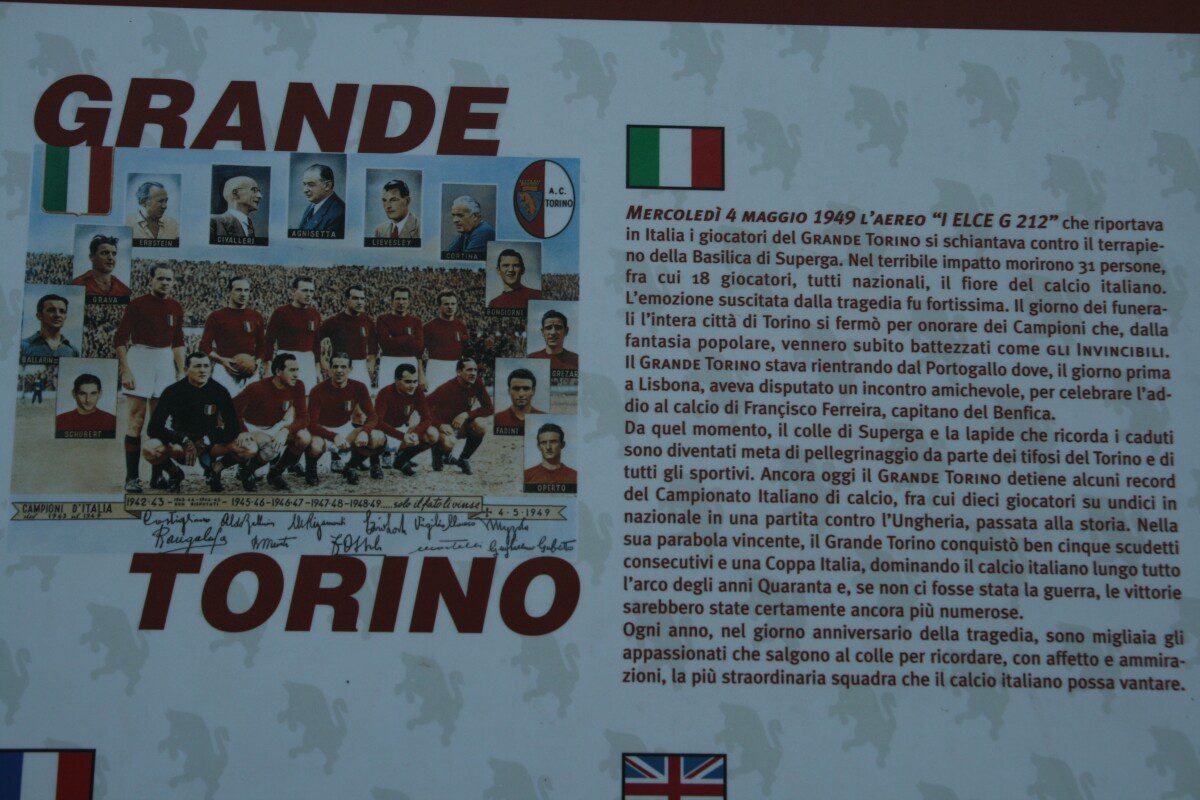 GRANDE
ERBSTEIN
CIVALLERI
AGNISETTA
LIEVESLEY
CORTINA
A.C.
TORINO
GRAVA
BONGIORNI
BALLARIN II
GREZAR
SCHUBERT
FADINI
OPERTO
CAMPIONI D'ITALIA
1942-43
1945-46-1946-47-1947-48-1948-49.....solo il fato li vinse!
4-5-1949
TORINO
MERCOLEDÌ 4 MAGGIO 1949 L'AEREO "I ELCE G 212" che riportava
in Italia i giocatori del GRANDE TORINO si schiantava contro il terrapie-
no della Basilica di Superga. Nel terribile impatto morirono 31 persone,
fra cui 18 giocatori, tutti nazionali, il fiore del calcio italiano.
L'emozione suscitata dalla tragedia fu fortissima. Il giorno dei funera-
li l'intera città di Torino si fermò per onorare dei Campioni che, dalla
fantasia popolare, vennero subito battezzati come GLI INVINCIBILI.
Il GRANDE TORINO stava rientrando dal Portogallo dove, il giorno prima
a Lisbona, aveva disputato un incontro amichevole, per celebrare l'ad-
dio al calcio di Françisco Ferreira, capitano del Benfica.
Da quel momento, il colle di Superga e la lapide che ricorda i caduti
sono diventati meta di pellegrinaggio da parte dei tifosi del Torino e di
tutti gli sportivi. Ancora oggi il GRANDE TORINO detiene alcuni record
del Campionato Italiano di calcio, fra cui dieci giocatori su undici in
nazionale in una partita contro l'Ungheria, passata alla storia. Nella
sua parabola vincente, il Grande Torino conquistò ben cinque scudetti
consecutivi e una Coppa Italia, dominando il calcio italiano lungo tutto
l'arco degli anni Quaranta e, se non ci fosse stata la guerra, le vittorie
sarebbero state certamente ancora più numerose.
Ogni anno, nel giorno anniversario della tragedia, sono migliaia gli
appassionati che salgono al colle per ricordare, con affetto e ammira-
zioni, la più straordinaria squadra che il calcio italiano possa vantare.